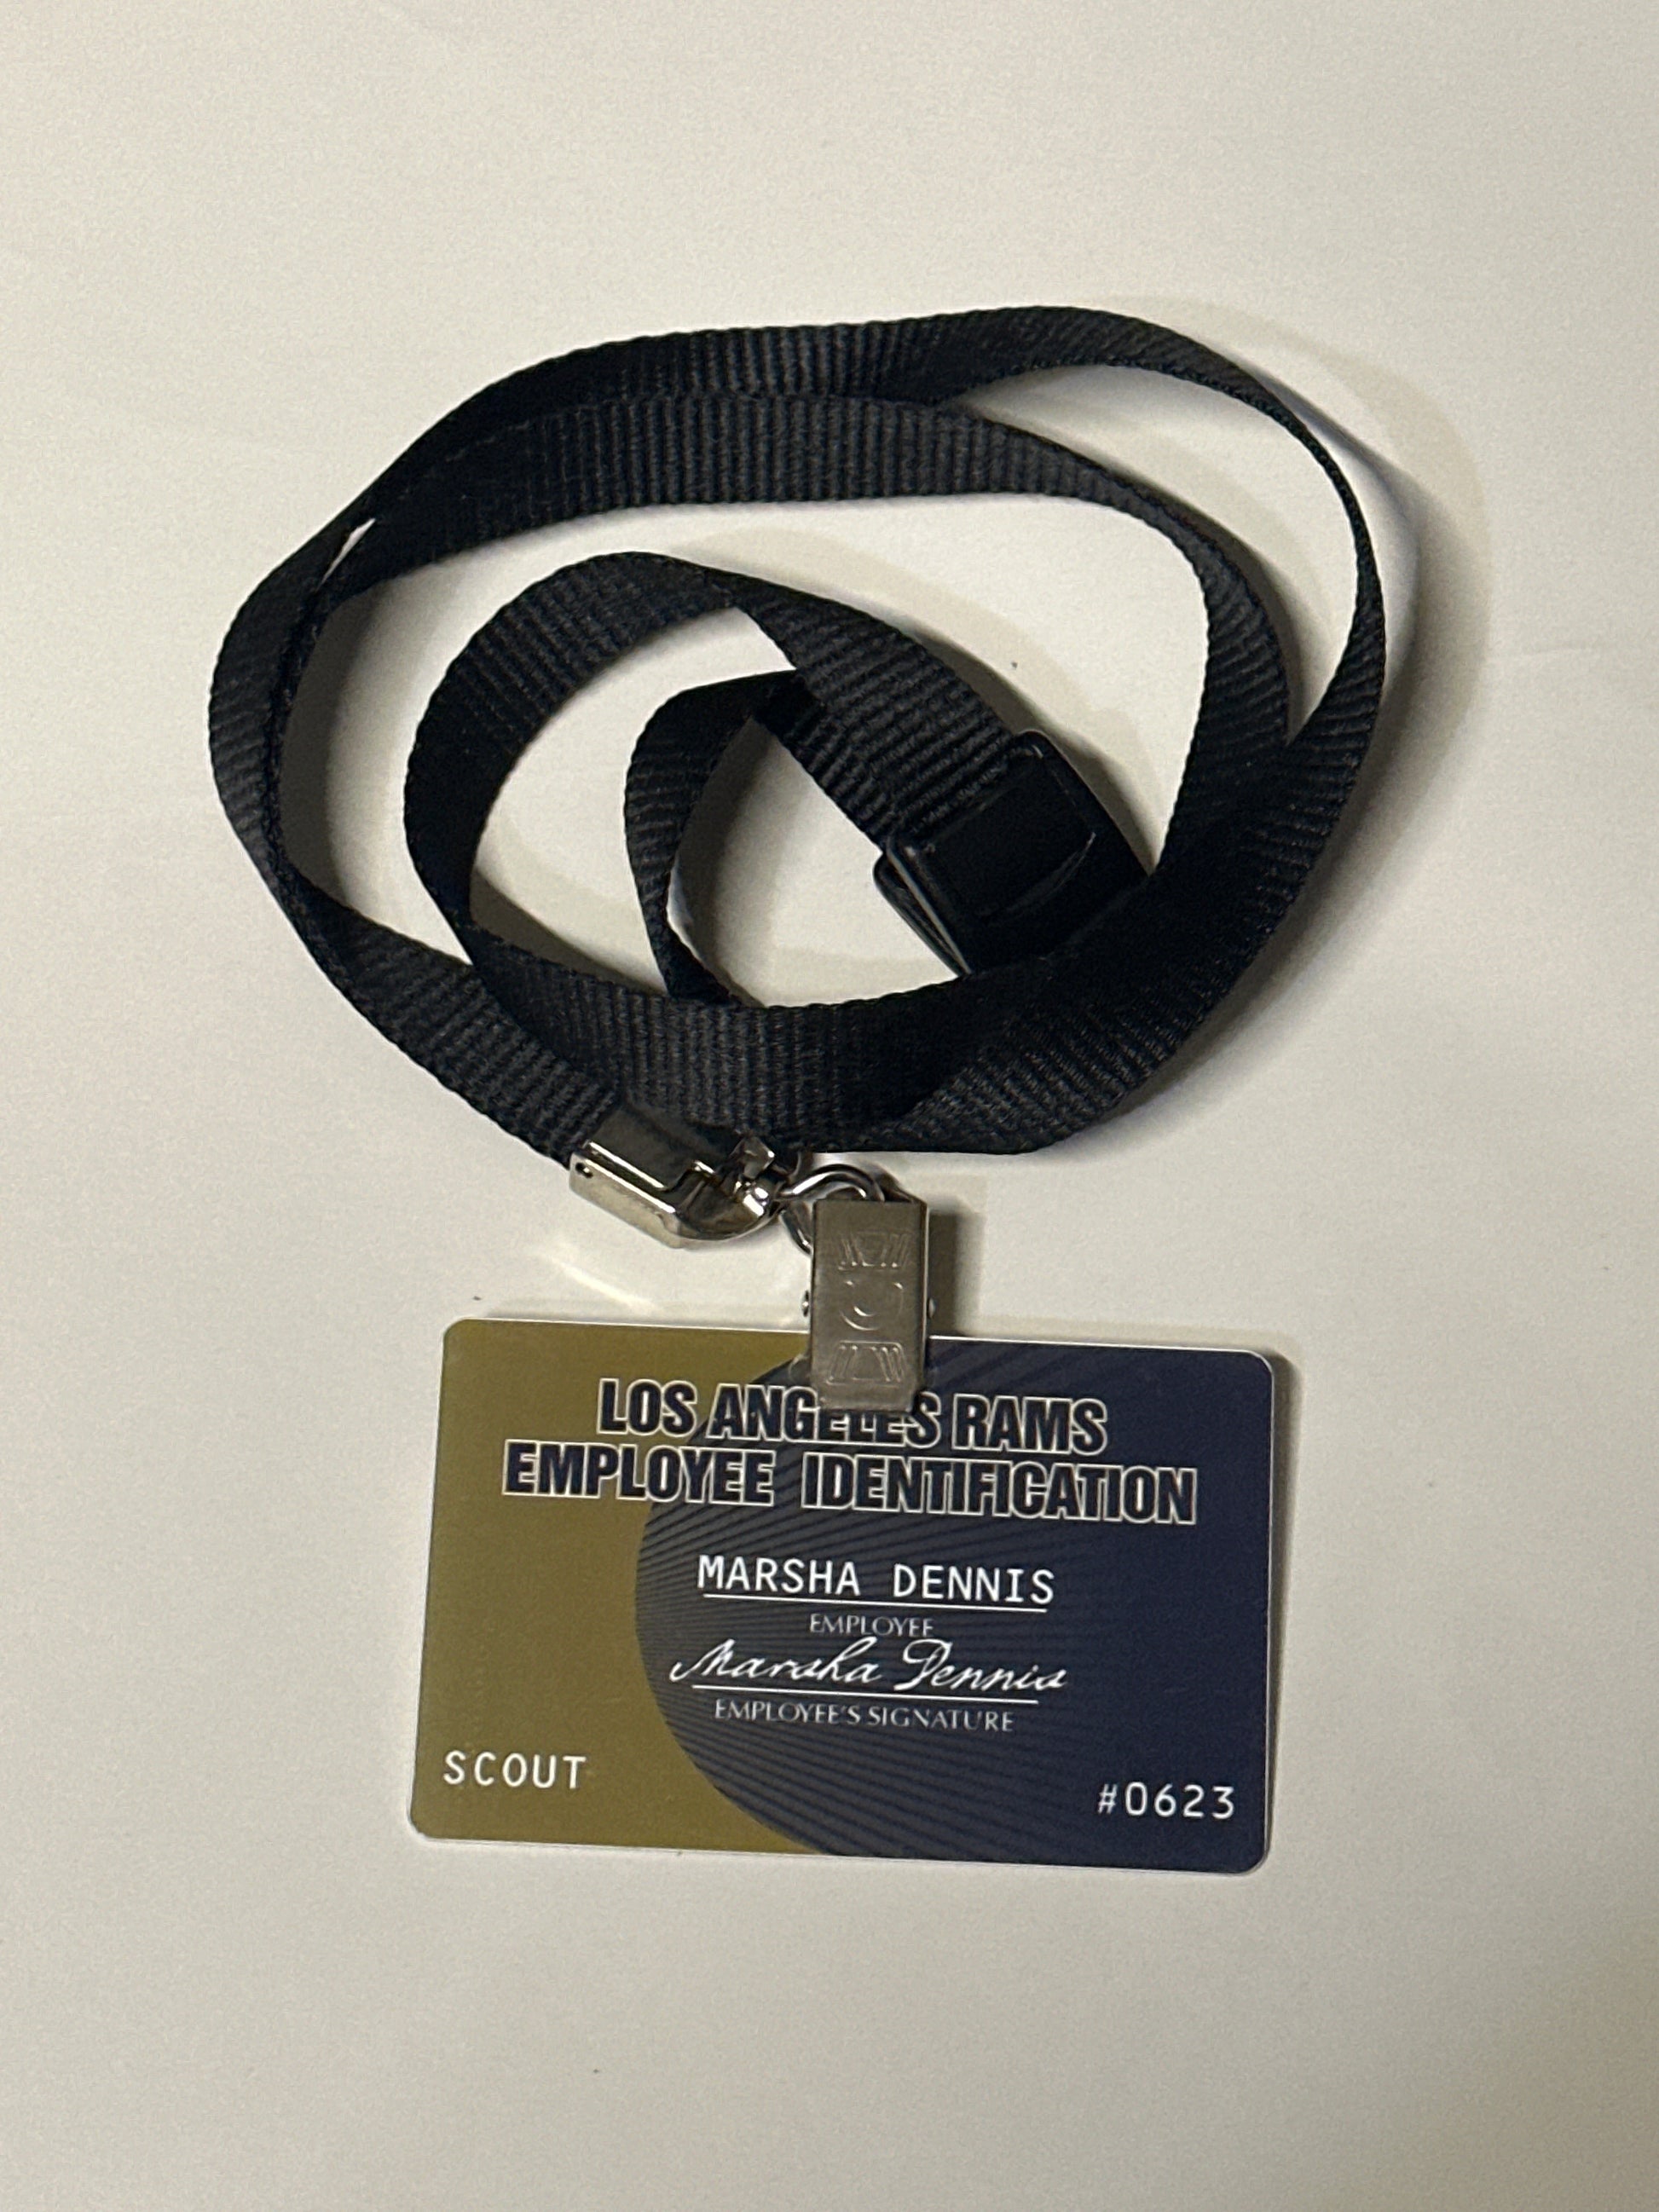 LOS ANGELES RAMS
EMPLOYEE IDENTIFICATION
MARSHA DENNIS
EMPLOYEE
Marsha Dennis
EMPLOYEE'S SIGNATURE
SCOUT
#0623